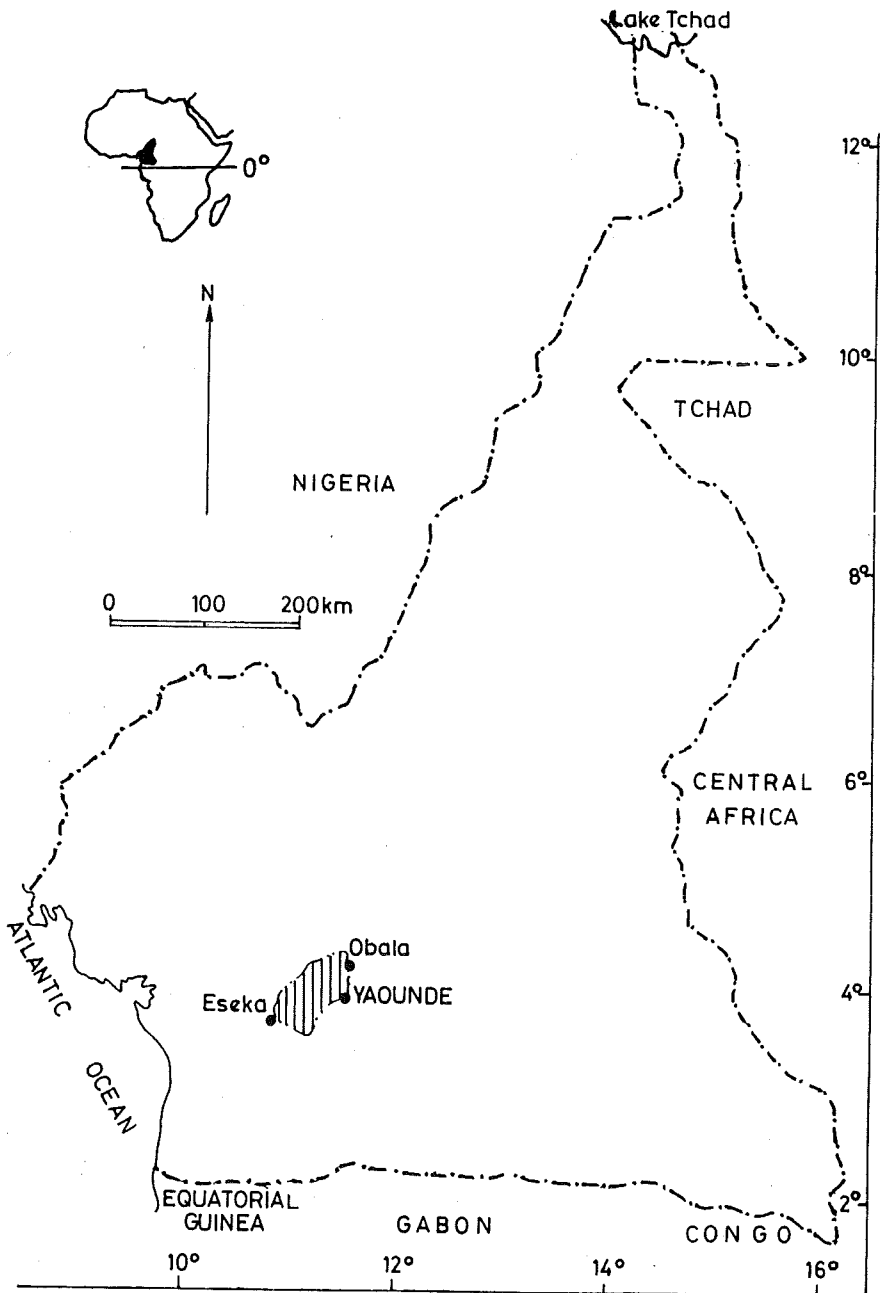 Lake Tchad
0°
12°
N
10°
TCHAD
NIGERIA
8°
0 100 200km
6°
CENTRAL
AFRICA
ATLANTIC
OCEAN
Obala
YAOUNDE
Eseka
4°
2°
EQUATORIAL
GUINEA
GABON
CONGO
10° 12° 14° 16°